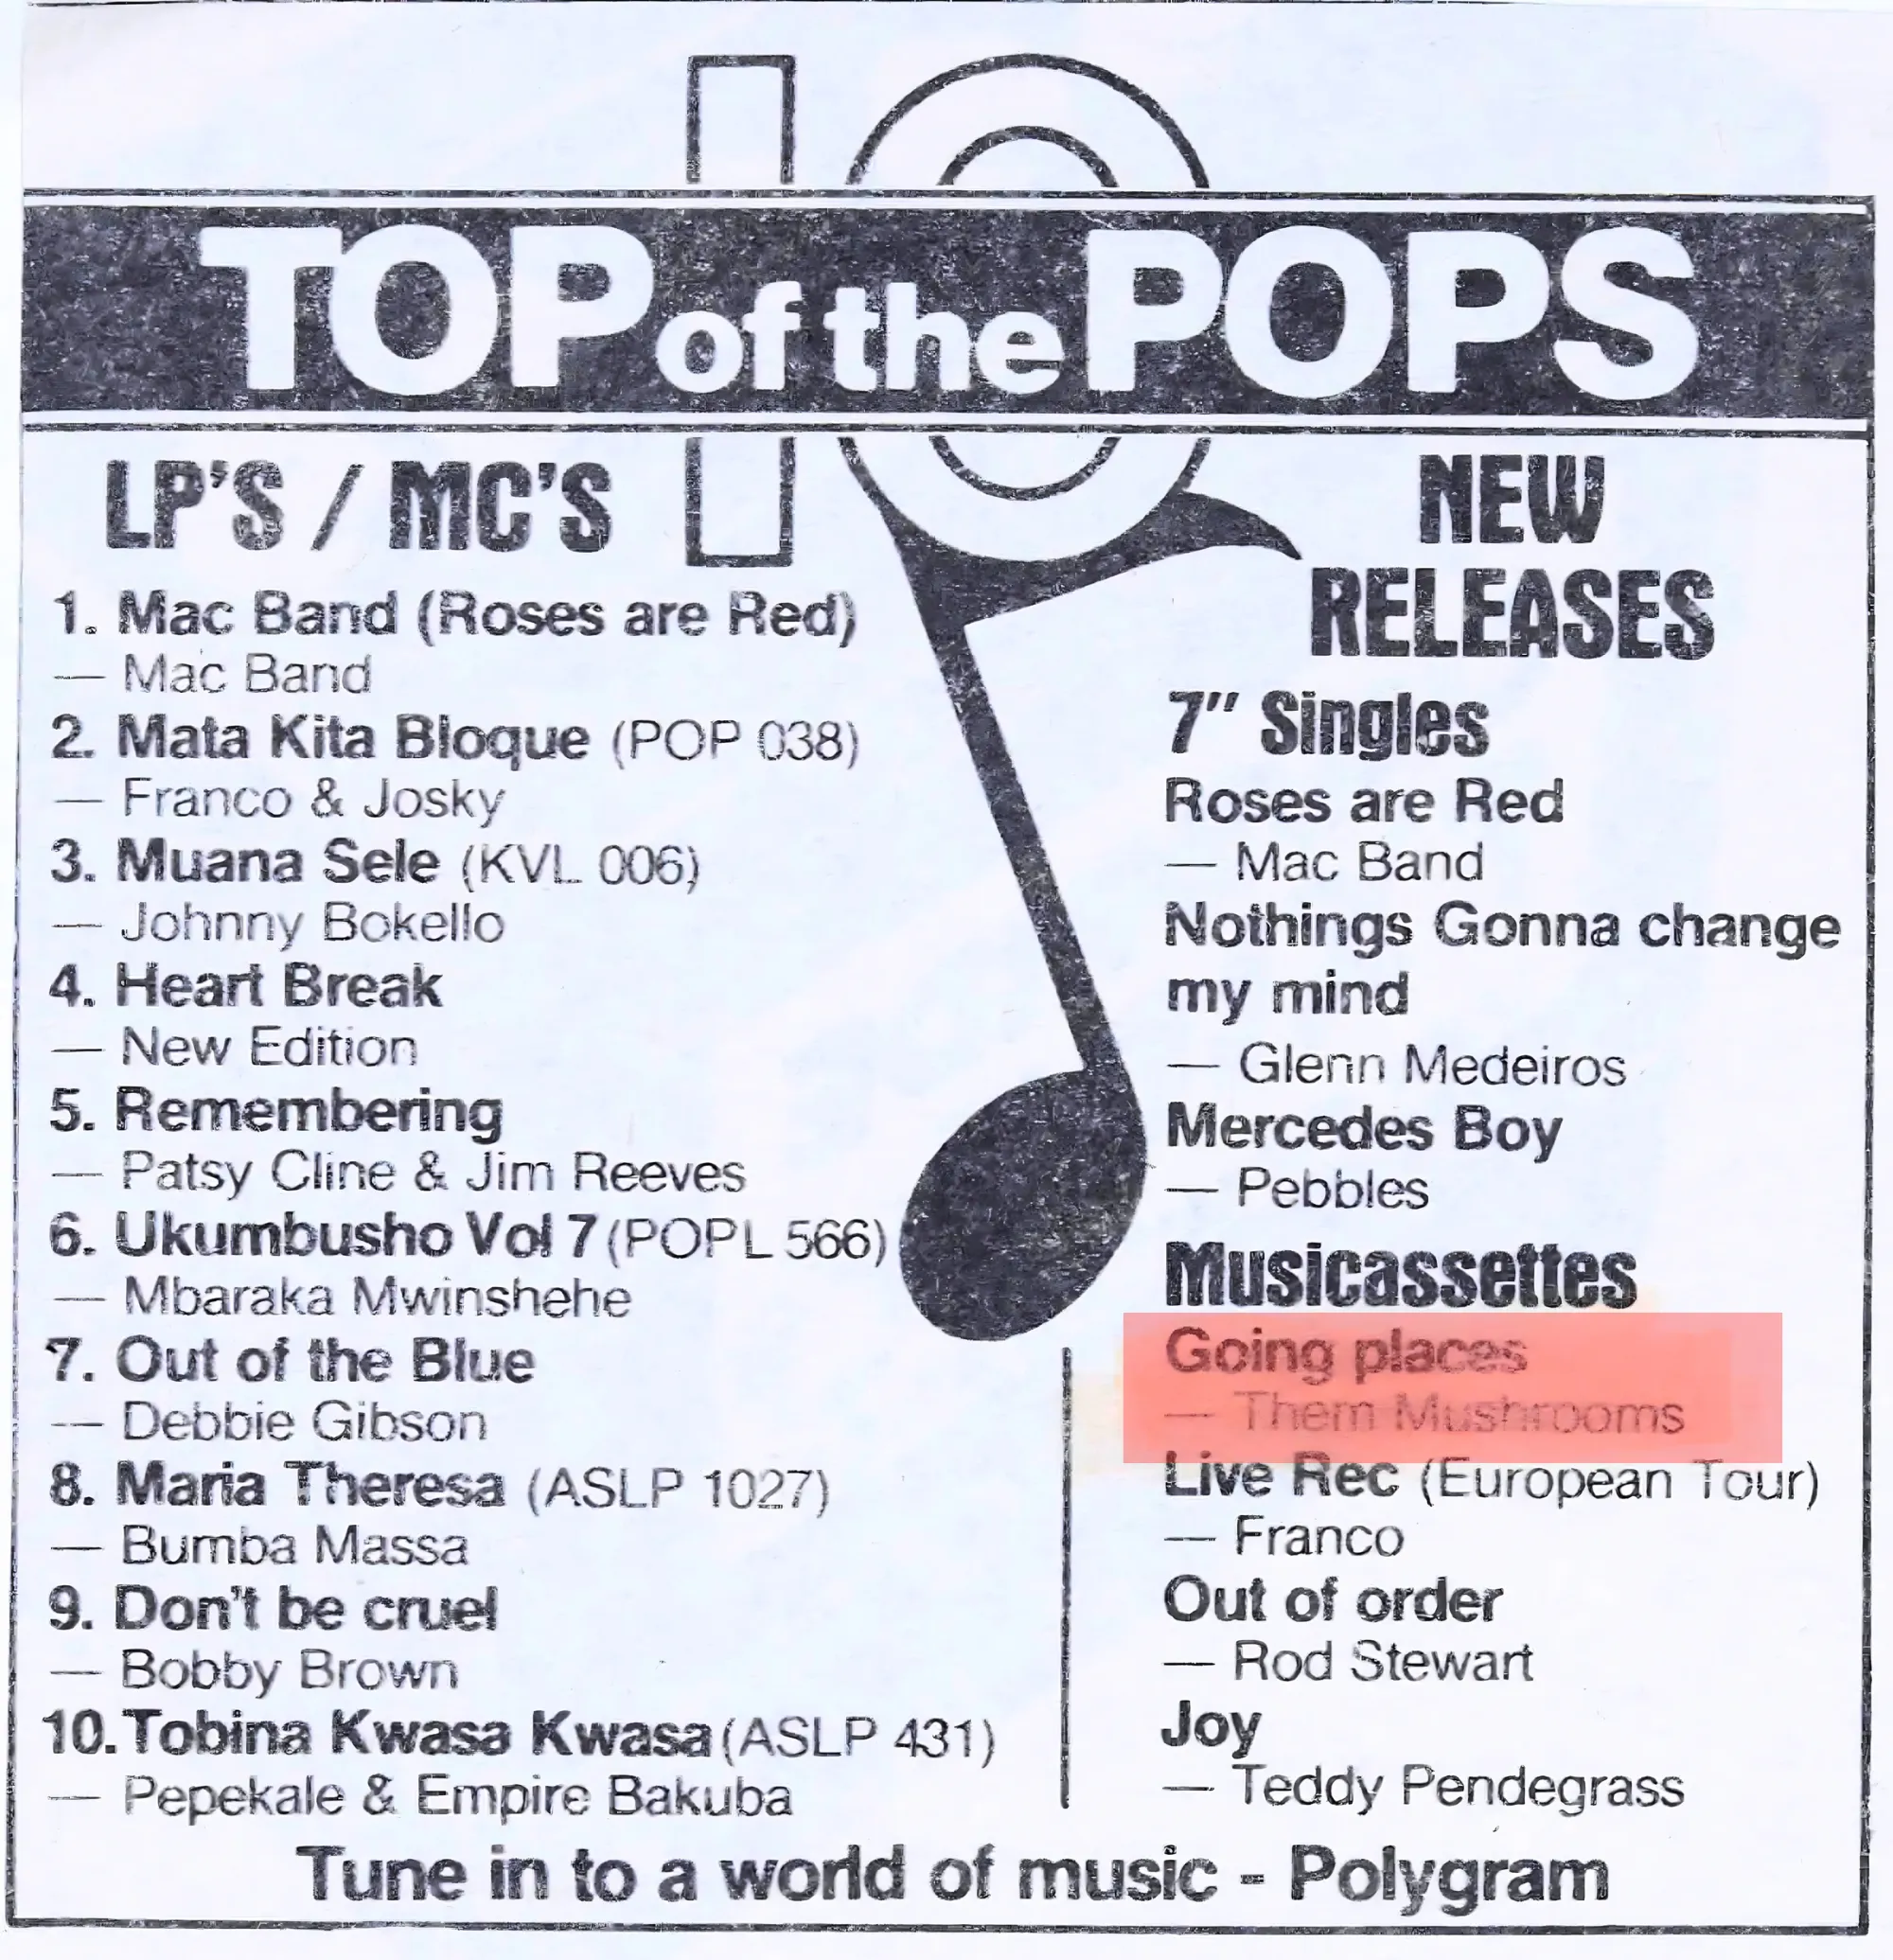 10
TOP of the POPS
LP'S / MC'S
1. Mac Band (Roses are Red)
— Mac Band
2. Mata Kita Bloque (POP 038)
— Franco & Josky
3. Muana Sele (KVL 006)
— Johnny Bokello
4. Heart Break
— New Edition
5. Remembering
— Patsy Cline & Jim Reeves
6. Ukumbusho Vol 7 (POPL 566)
— Mbaraka Mwinshehe
7. Out of the Blue
— Debbie Gibson
8. Maria Theresa (ASLP 1027)
— Bumba Massa
9. Don't be cruel
— Bobby Brown
10. Tobina Kwasa Kwasa (ASLP 431)
— Pepekale & Empire Bakuba
NEW
RELEASES
7" Singles
Roses are Red
— Mac Band
Nothings Gonna change
my mind
— Glenn Medeiros
Mercedes Boy
— Pebbles
Musicassettes
Going places
— Them Mushrooms
Live Rec (European Tour)
— Franco
Out of order
— Rod Stewart
Joy
— Teddy Pendegrass
Tune in to a world of music - Polygram